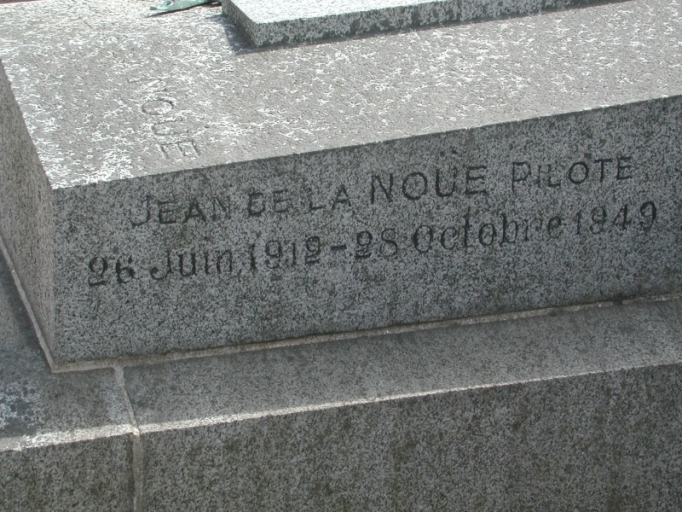 NOUE
JEAN DE LA NOUE PILOTE
26 Juin 1912-28 Octobre 1949